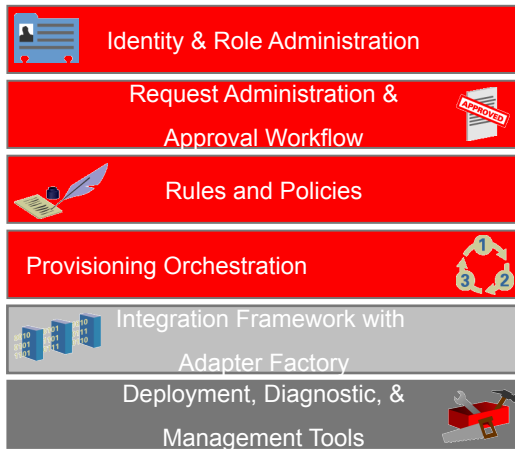 Identity & Role Administration
Request Administration &
Approval Workflow
APPROVED
Rules and Policies
Provisioning Orchestration
1
3 2
Integration Framework with
Adapter Factory
Deployment, Diagnostic, &
Management Tools